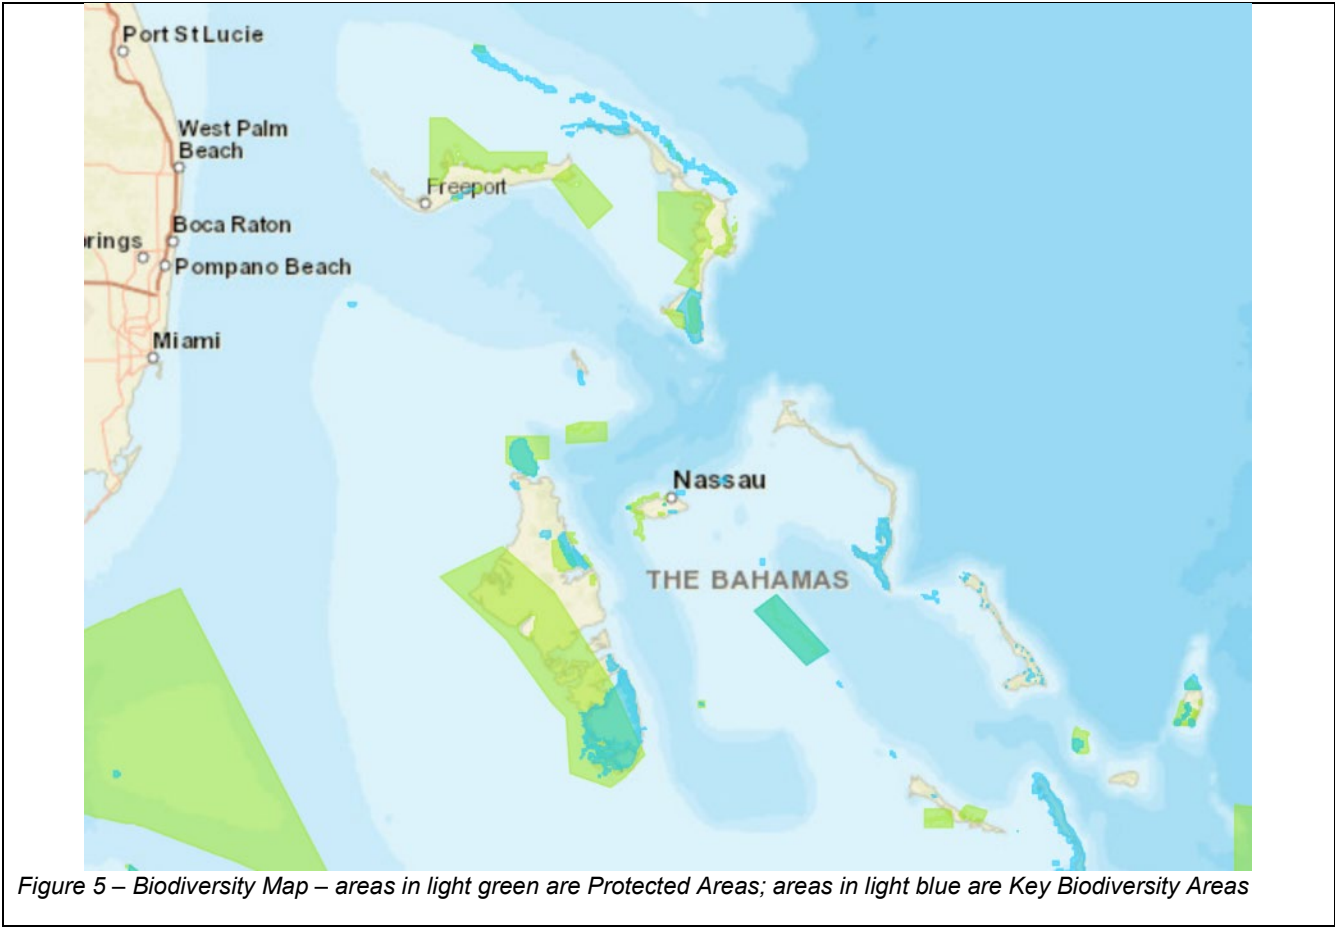 Port St Lucie
West Palm
Beach
Freeport
Boca Raton
Pompano Beach
Miami
Nassau
THE BAHAMAS
Figure 5 – Biodiversity Map – areas in light green are Protected Areas; areas in light blue are Key Biodiversity Areas